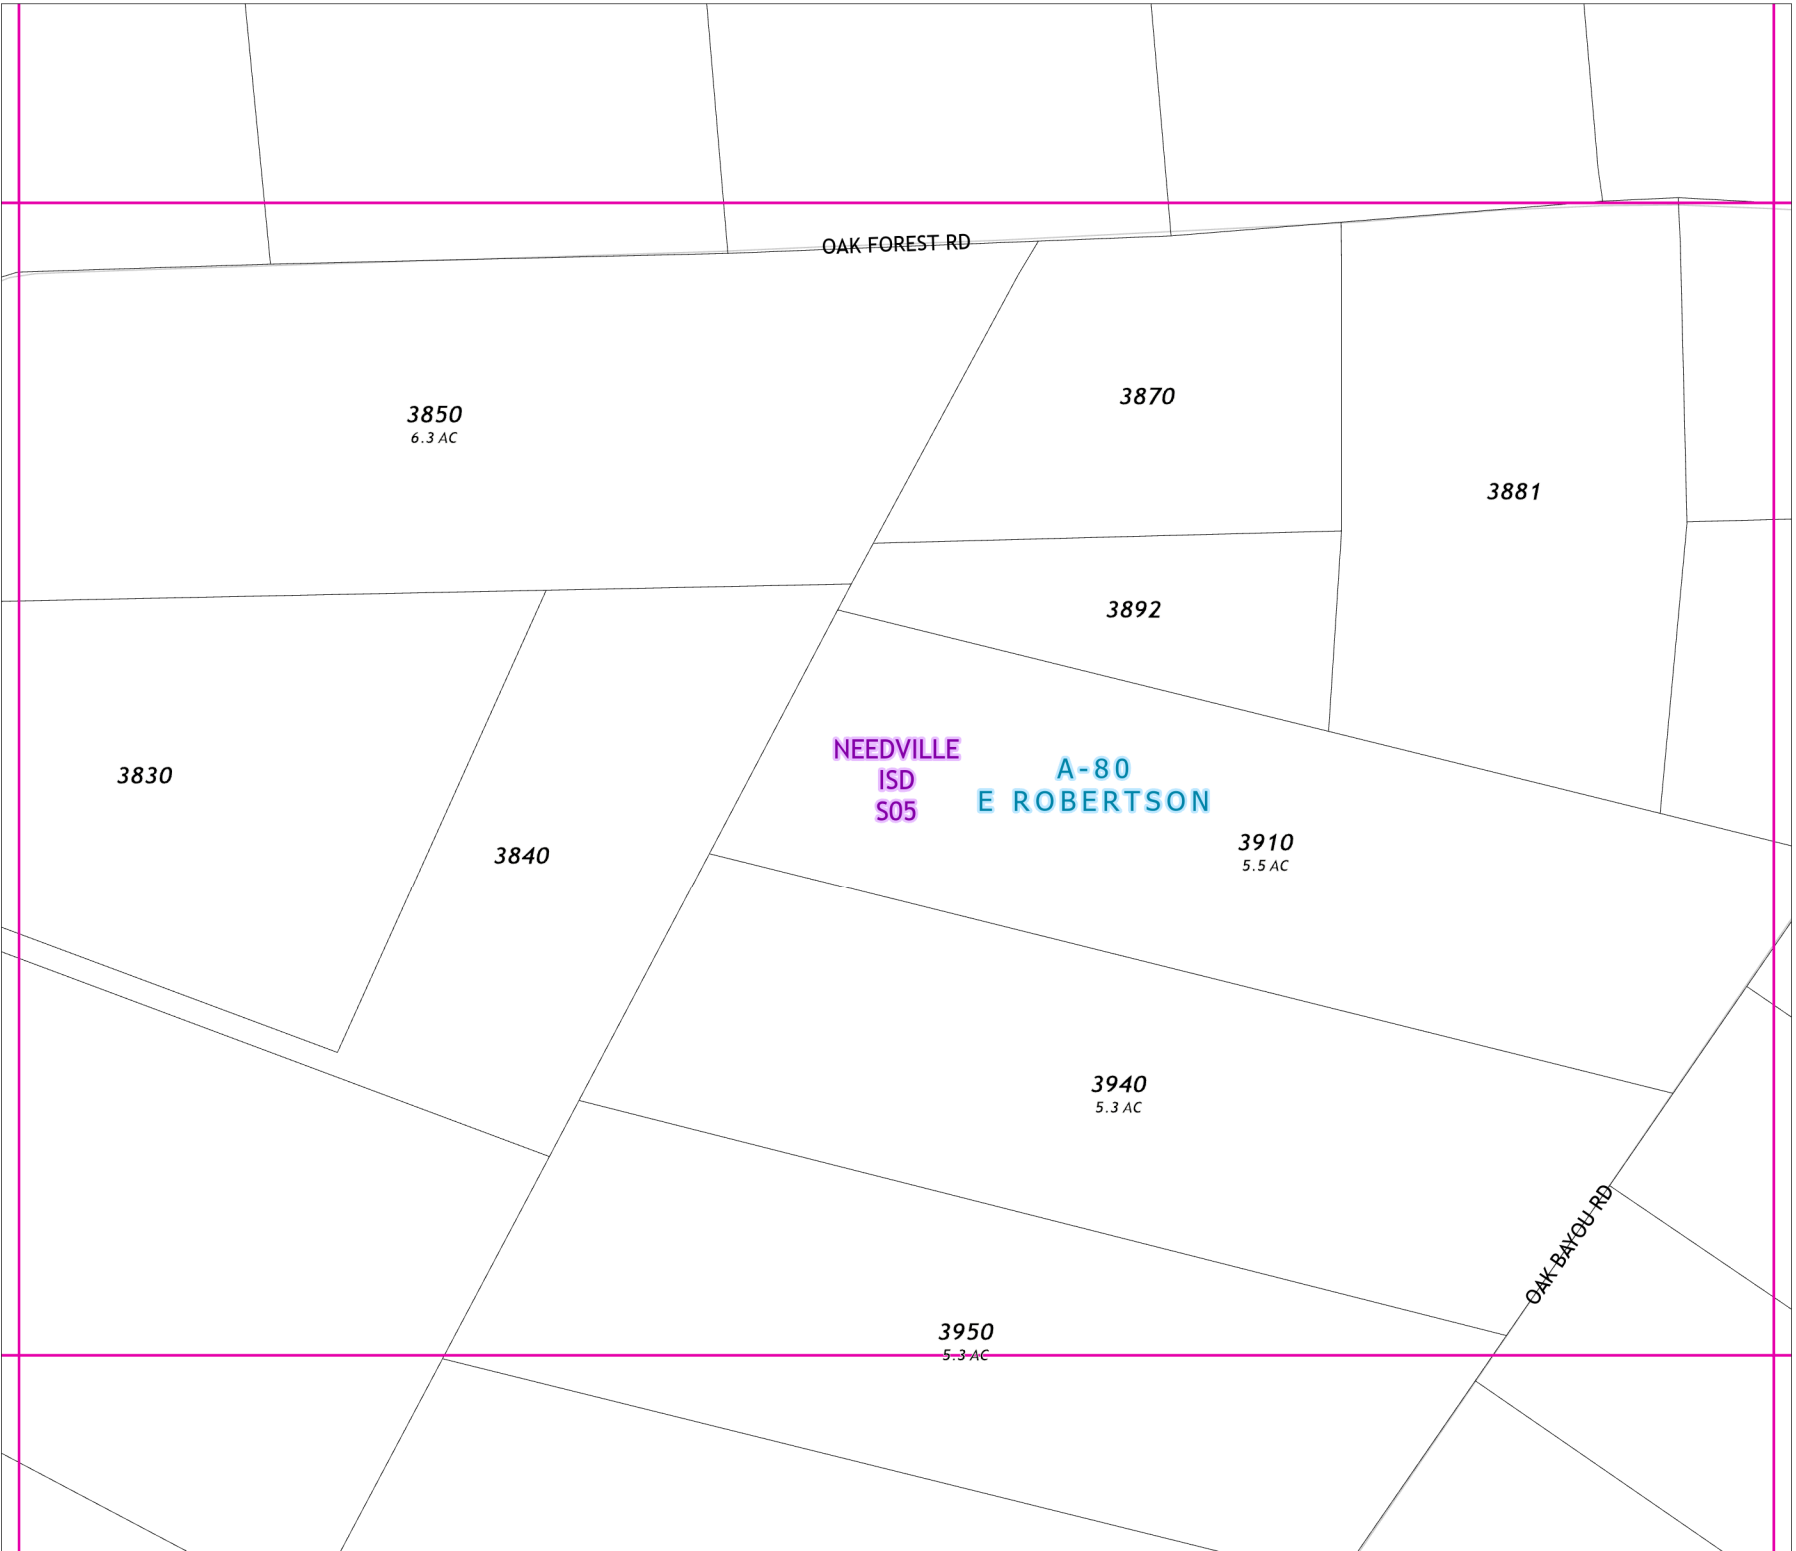 OAK FOREST RD
3850
6.3 AC
3870
3881
3892
NEEDVILLE
ISD
S05
A-80
E ROBERTSON
3830
3840
3910
5.5 AC
3940
5.3 AC
OAK BAYOU RD
3950
5.3 AC